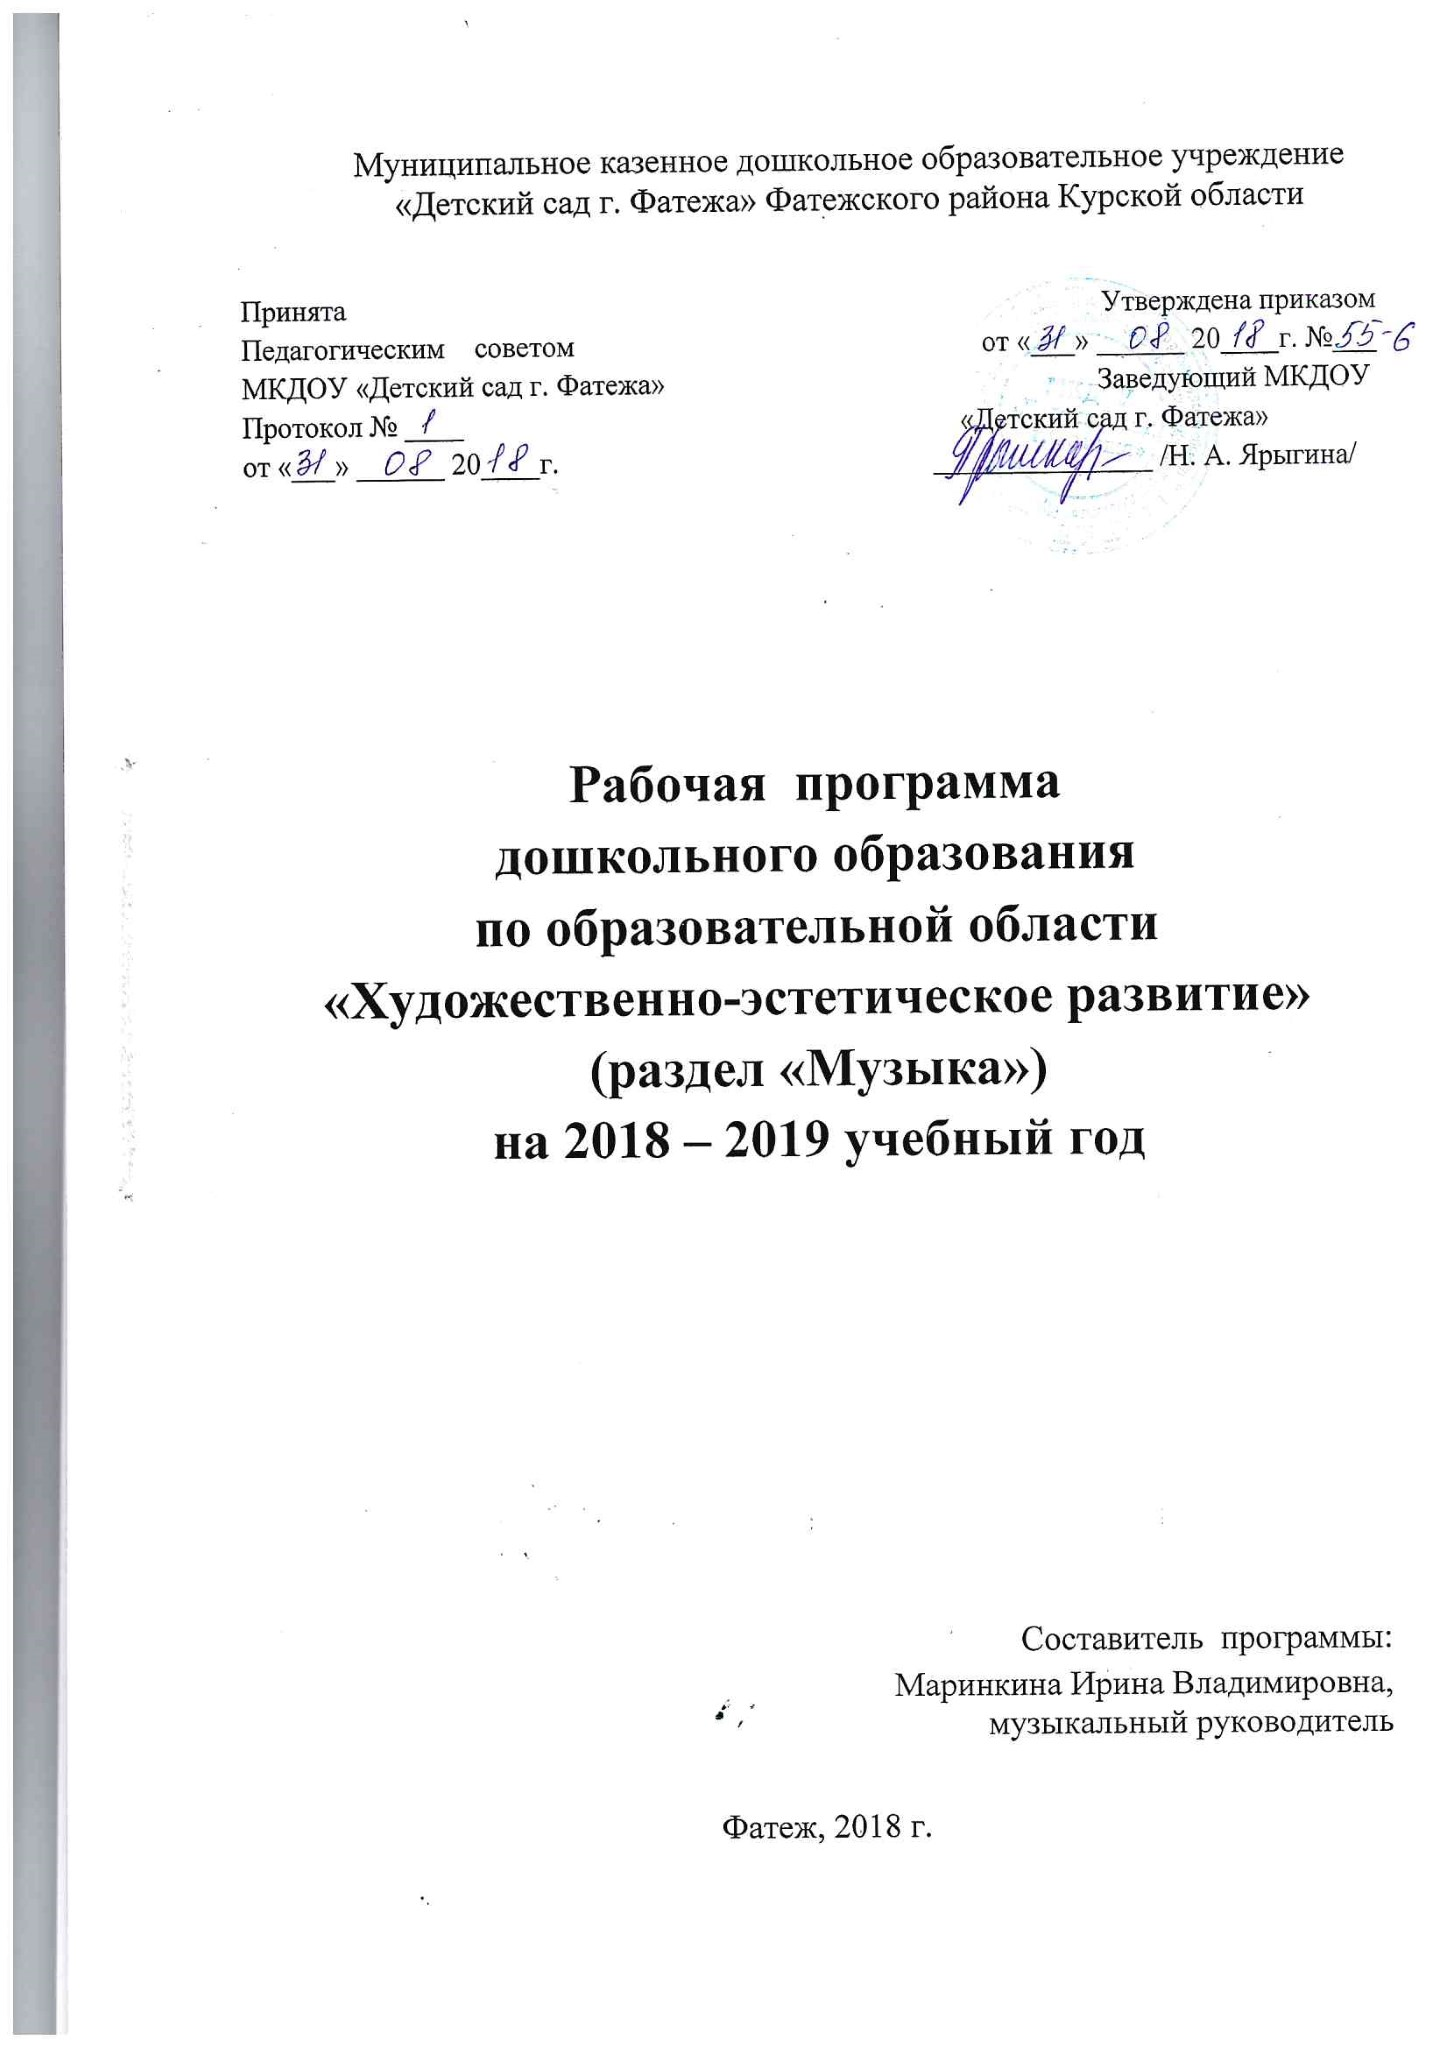 Муниципальное казенное дошкольное образовательное учреждение
«Детский сад г. Фатежа» Фатежского района Курской области
Принята
Педагогическим советом
МКДОУ «Детский сад г. Фатежа»
Протокол № 1
от «31» 08 2018 г.
Утверждена приказом
от «31» 08 2018 г. № 55-б
Заведующий МКДОУ
«Детский сад г. Фатежа»
/Н. А. Ярыгина/
Рабочая программа
дошкольного образования
по образовательной области
«Художественно-эстетическое развитие»
(раздел «Музыка»)
на 2018 – 2019 учебный год
Составитель программы:
Маринкина Ирина Владимировна,
музыкальный руководитель
Фатеж, 2018 г.